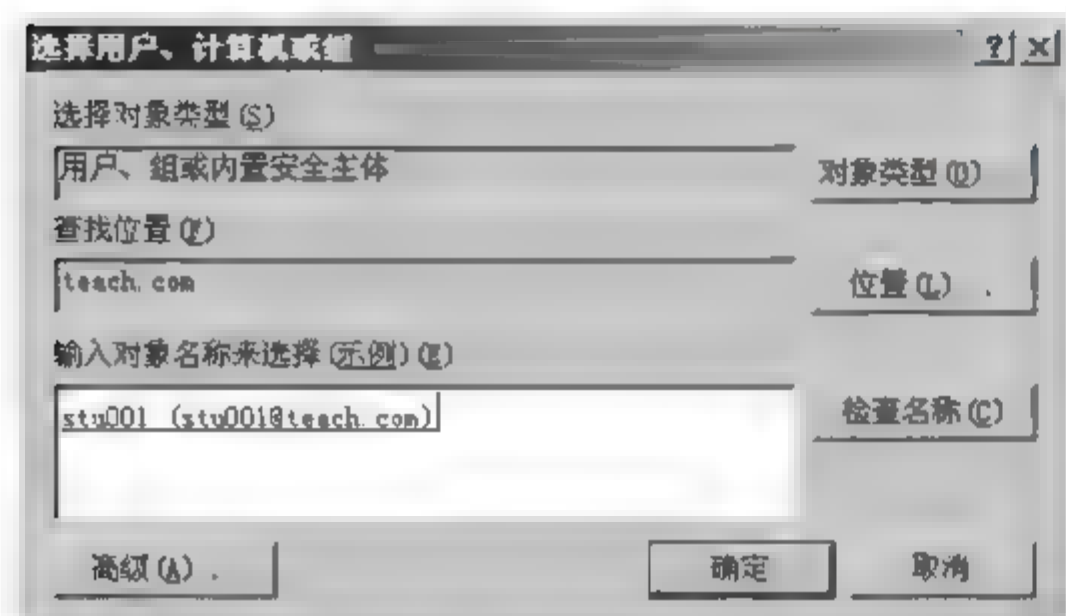 选择用户、计算机或组
选择对象类型(S)
用户、组或内置安全主体
对象类型(O)
查找位置(F)
teach.com
位置(L)
输入对象名称来选择(示例)(E)
stu001 (stu001@teach.com)
检查名称(C)
高级(A)
确定
取消